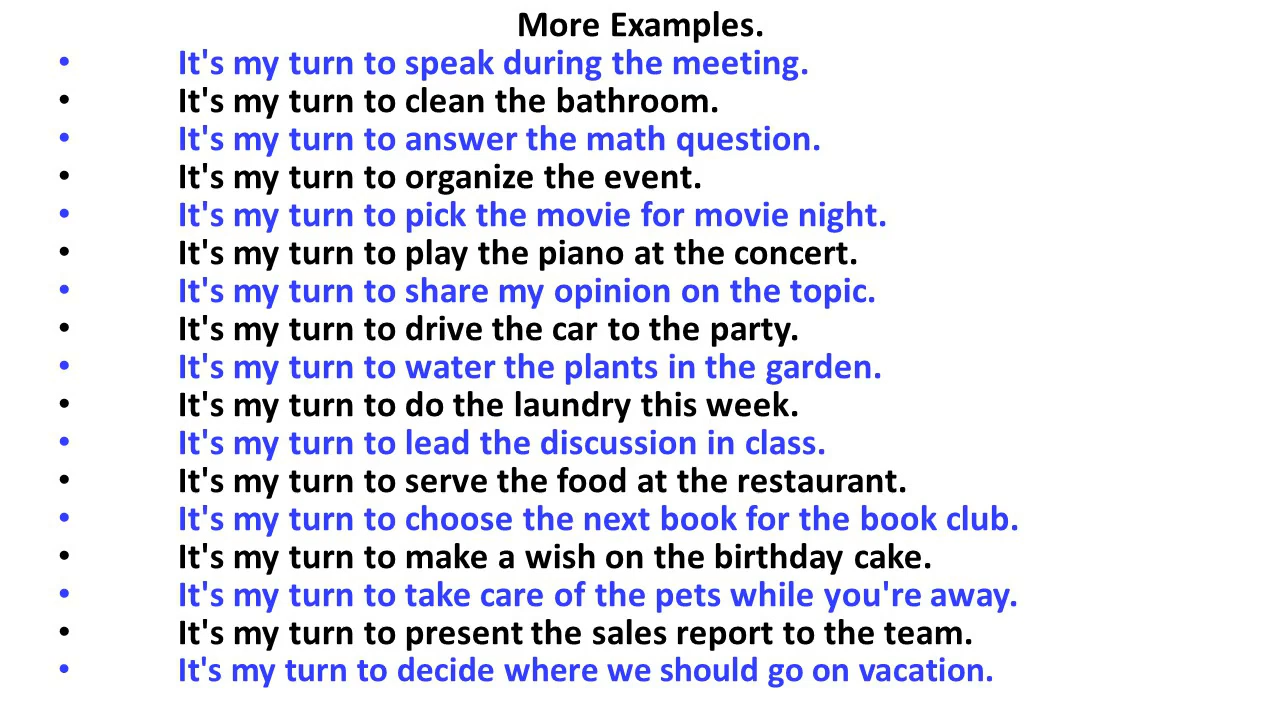 More Examples.
• It's my turn to speak during the meeting.
• It's my turn to clean the bathroom.
• It's my turn to answer the math question.
• It's my turn to organize the event.
• It's my turn to pick the movie for movie night.
• It's my turn to play the piano at the concert.
• It's my turn to share my opinion on the topic.
• It's my turn to drive the car to the party.
• It's my turn to water the plants in the garden.
• It's my turn to do the laundry this week.
• It's my turn to lead the discussion in class.
• It's my turn to serve the food at the restaurant.
• It's my turn to choose the next book for the book club.
• It's my turn to make a wish on the birthday cake.
• It's my turn to take care of the pets while you're away.
• It's my turn to present the sales report to the team.
• It's my turn to decide where we should go on vacation.